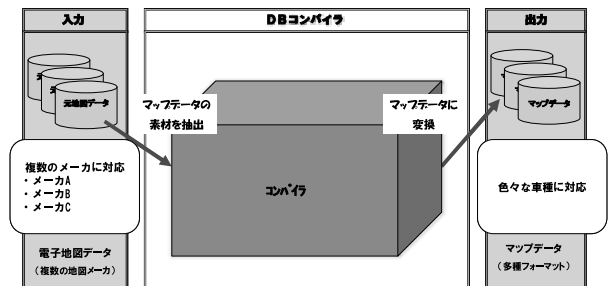 入力
元地図データ
複数のメーカに対応
・メーカA
・メーカB
・メーカC
電子地図データ
(複数の地図メーカ)
DBコンパイラ
マップデータの
素材を抽出
コンパイラ
マップデータに
変換
出力
マップデータ
色々な車種に対応
マップデータ
(多種フォーマット)